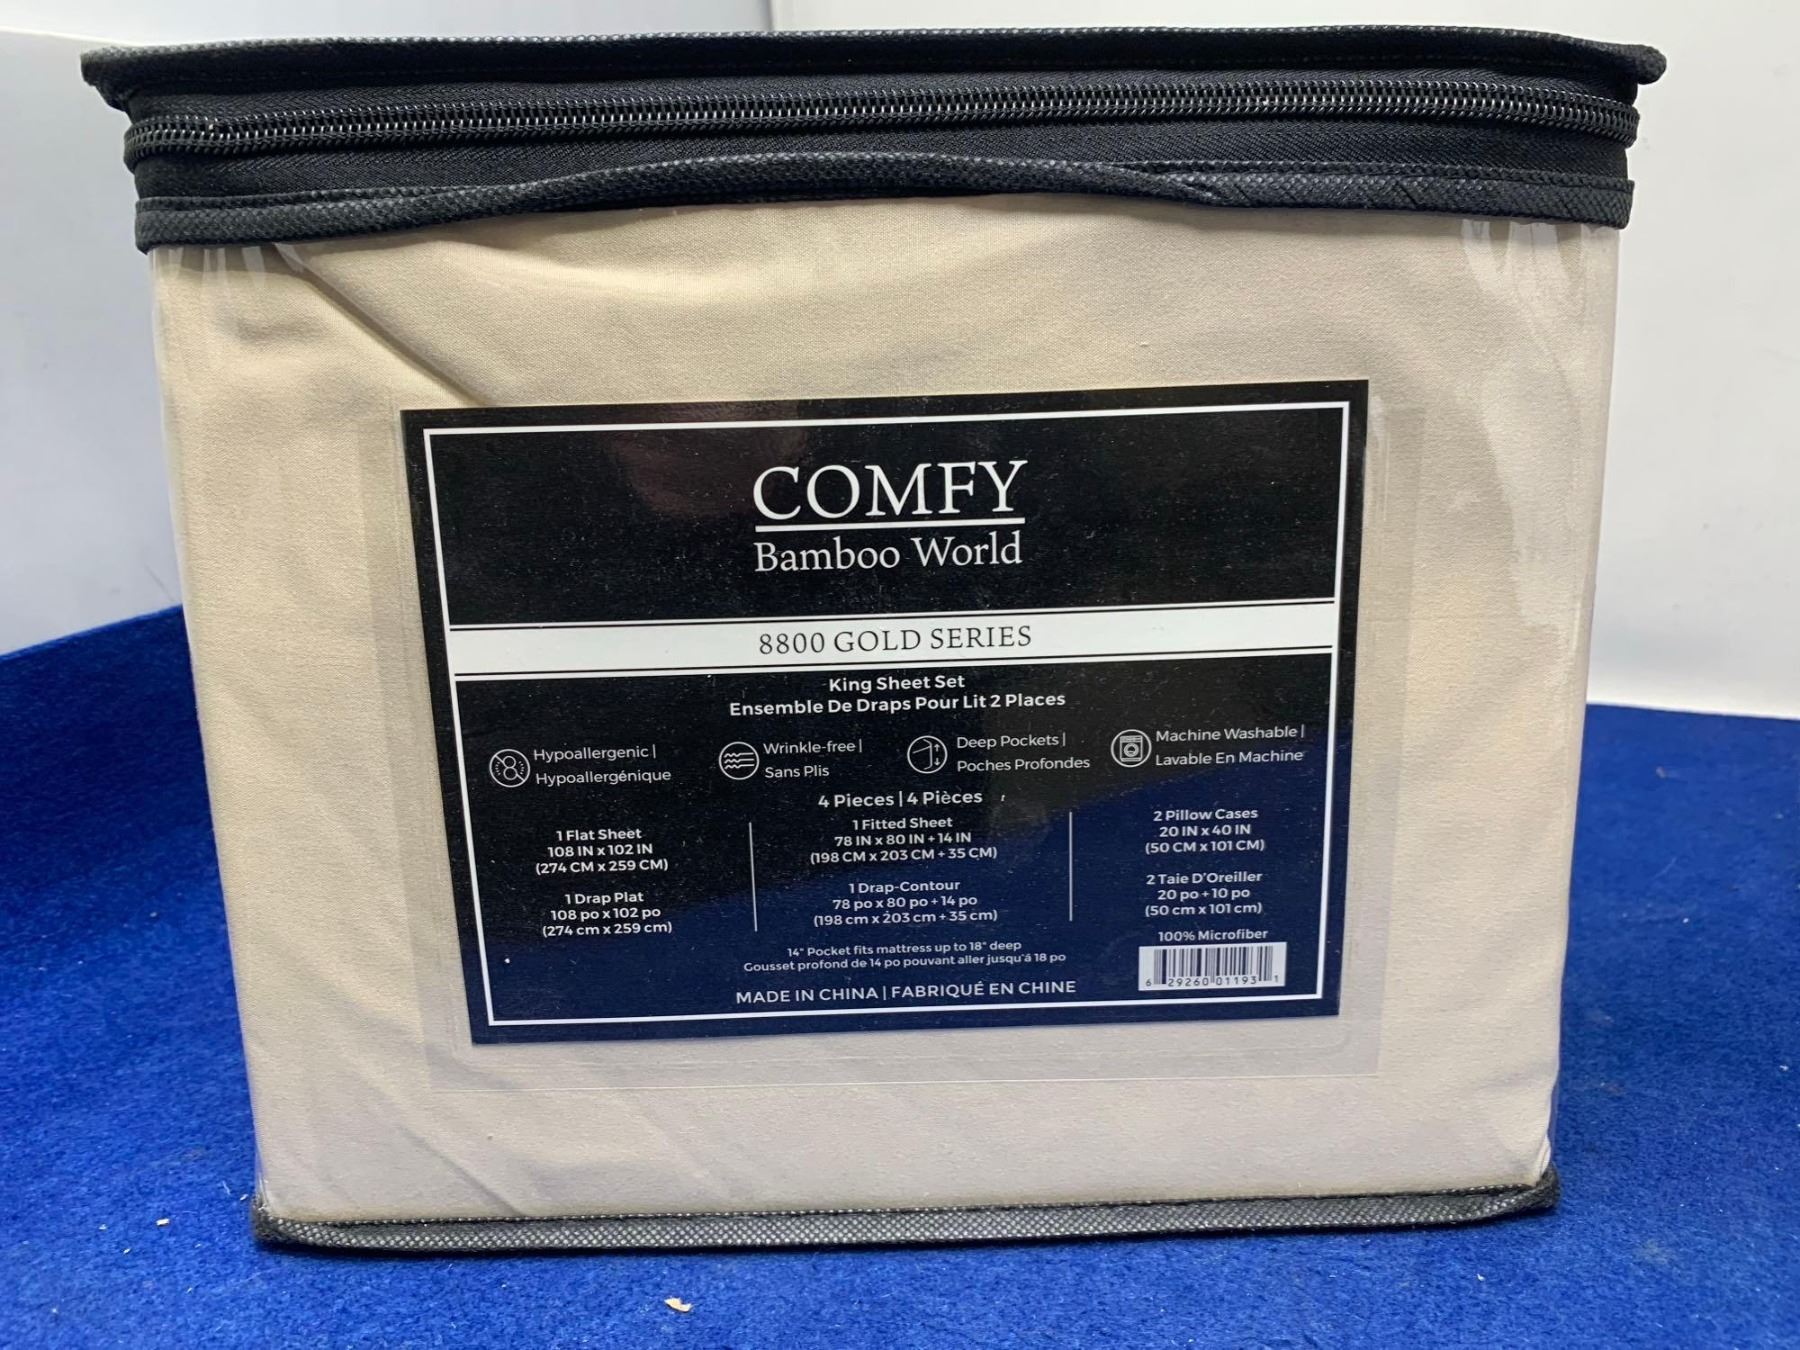 COMFY
Bamboo World
8800 GOLD SERIES
King Sheet Set
Ensemble De Draps Pour Lit 2 Places
Hypoallergenic |
Hypoallergénique
Wrinkle-free |
Sans Plis
Deep Pockets |
Poches Profondes
Machine Washable |
Lavable En Machine
4 Pieces | 4 Pièces
1 Flat Sheet
108 IN x 102 IN
(274 CM x 259 CM)
1 Drap Plat
108 po x 102 po
(274 cm x 259 cm)
1 Fitted Sheet
78 IN x 80 IN + 14 IN
(198 CM x 203 CM + 35 CM)
1 Drap-Contour
78 po x 80 po + 14 po
(198 cm x 203 cm + 35 cm)
2 Pillow Cases
20 IN x 40 IN
(50 CM x 101 CM)
2 Taie D'Oreiller
20 po + 10 po
(50 cm x 101 cm)
14" Pocket fits mattress up to 18" deep
Gousset profond de 14 po pouvant aller jusqu'á 18 po
MADE IN CHINA | FABRIQUÉ EN CHINE
100% Microfiber
6 29260 01193 1